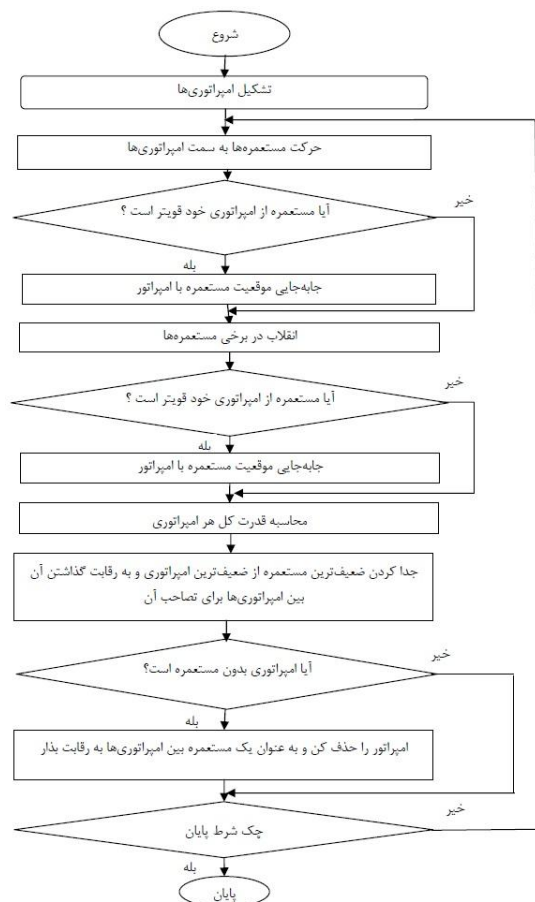 شروع
تشکیل امپراتوری‌ها
حرکت مستعمره‌ها به سمت امپراتوری‌ها
آیا مستعمره از امپراتوری خود قویتر است ؟
خیر
بله
جابه‌جایی موقعیت مستعمره با امپراتور
انقلاب در برخی مستعمره‌ها
خیر
آیا مستعمره از امپراتوری خود قویتر است ؟
بله
جابه‌جایی موقعیت مستعمره با امپراتور
محاسبه قدرت کل هر امپراتوری
جدا کردن ضعیف‌ترین مستعمره از ضعیف‌ترین امپراتوری و به رقابت گذاشتن آن
بین امپراتوری‌ها برای تصاحب آن
خیر
آیا امپراتوری بدون مستعمره است؟
بله
امپراتور را حذف کن و به عنوان یک مستعمره بین امپراتوری‌ها به رقابت بذار
خیر
چک شرط پایان
بله
پایان